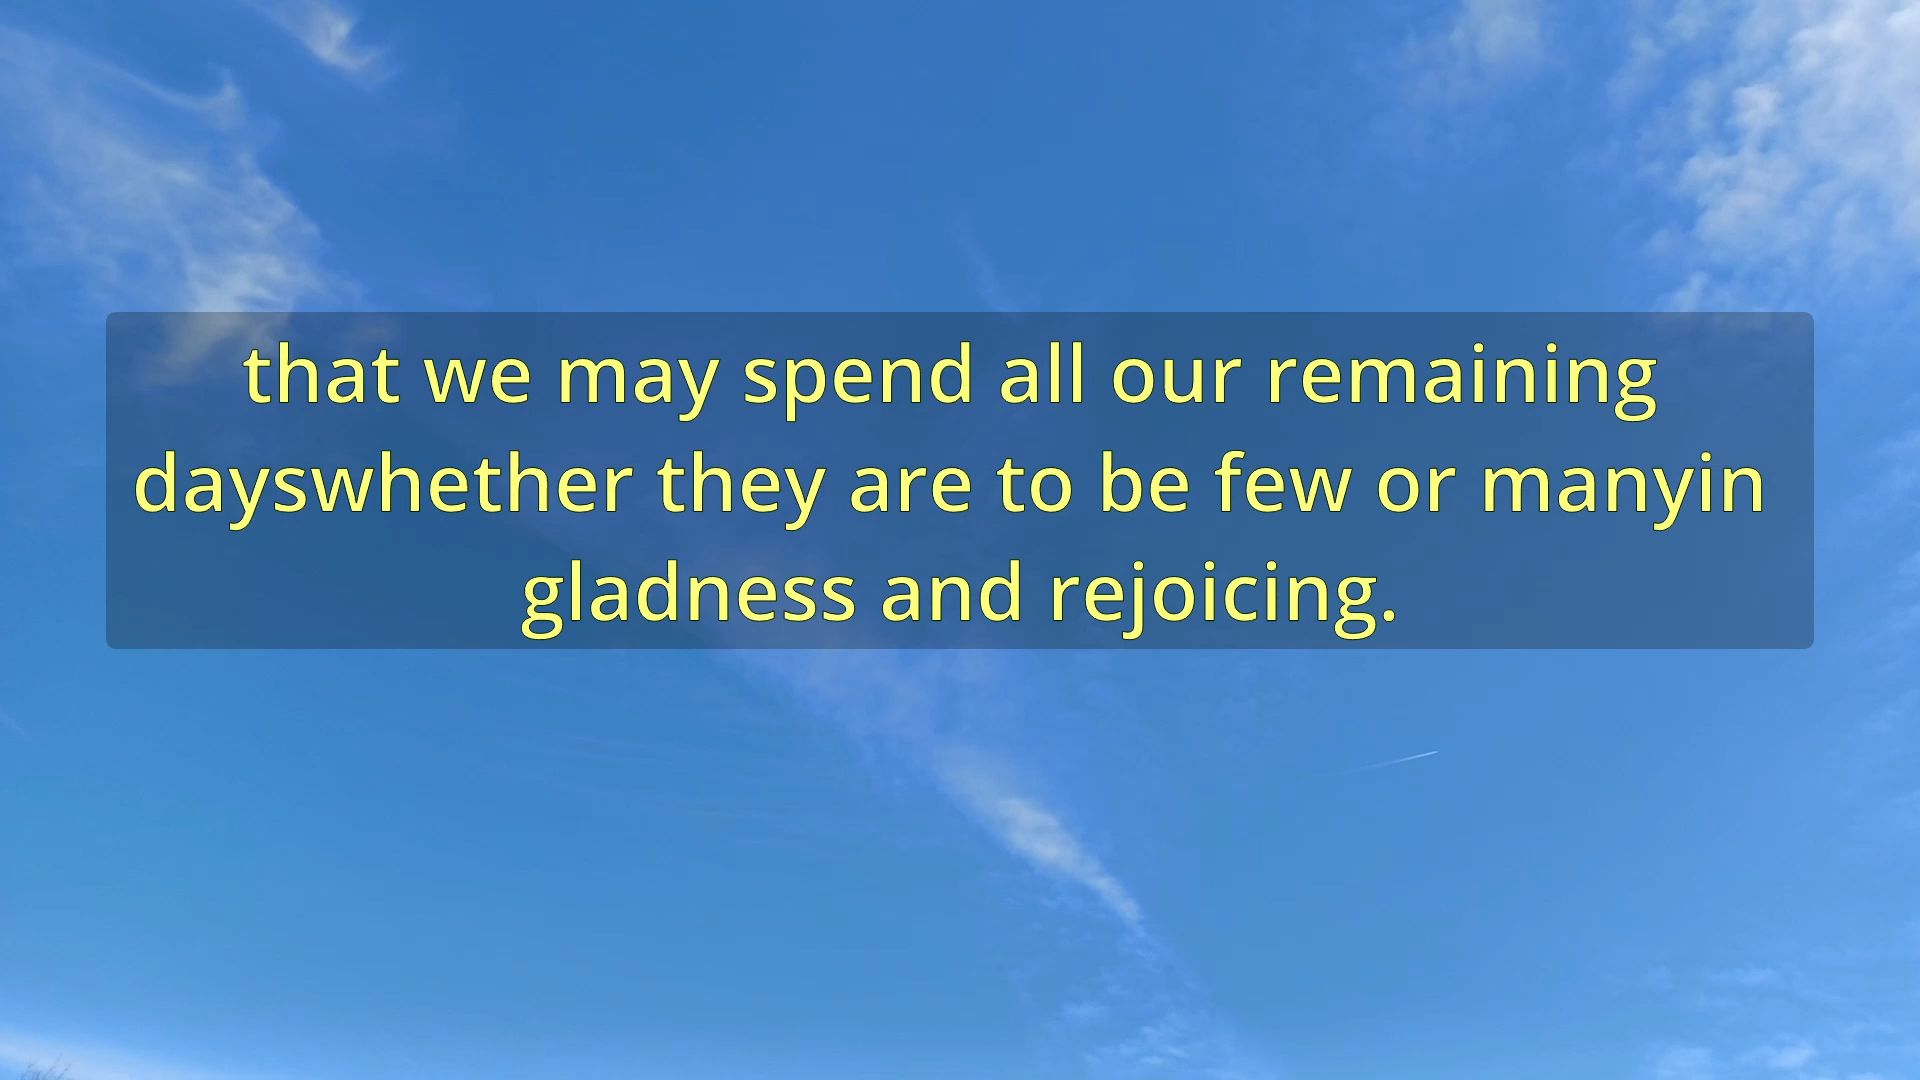 that we may spend all our remaining
dayswhether they are to be few or manyin
gladness and rejoicing.